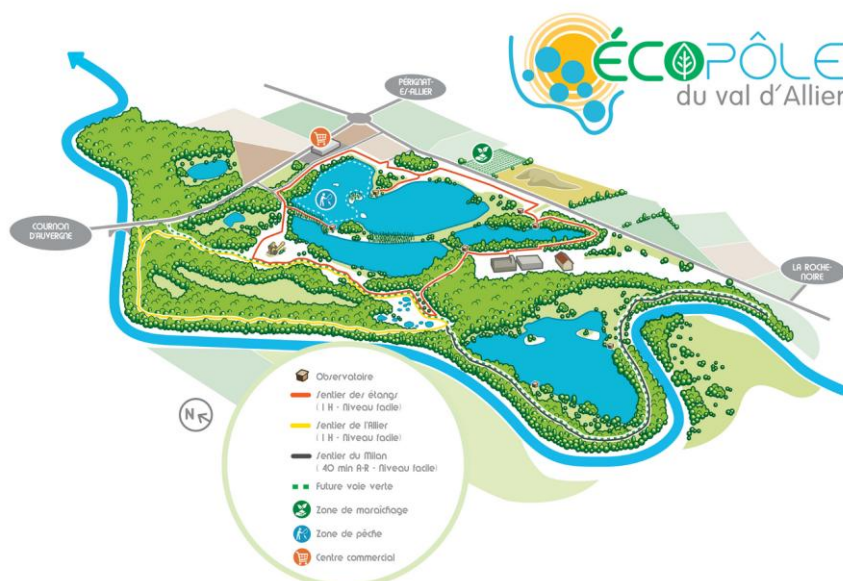 ÉCOPÔLE
du val d'Allier
PÉRIGNAT-
ES-ALLIER
COURNON
D'AUVERGNE
LA ROCHE-
NOIRE
N
Observatoire
Sentier des étangs
( 1 H - Niveau facile)
Sentier de l'Allier
( 1 H - Niveau facile)
Sentier du Milan
( 40 min A-R - Niveau facile)
Future voie verte
Zone de maraîchage
Zone de pêche
Centre commercial